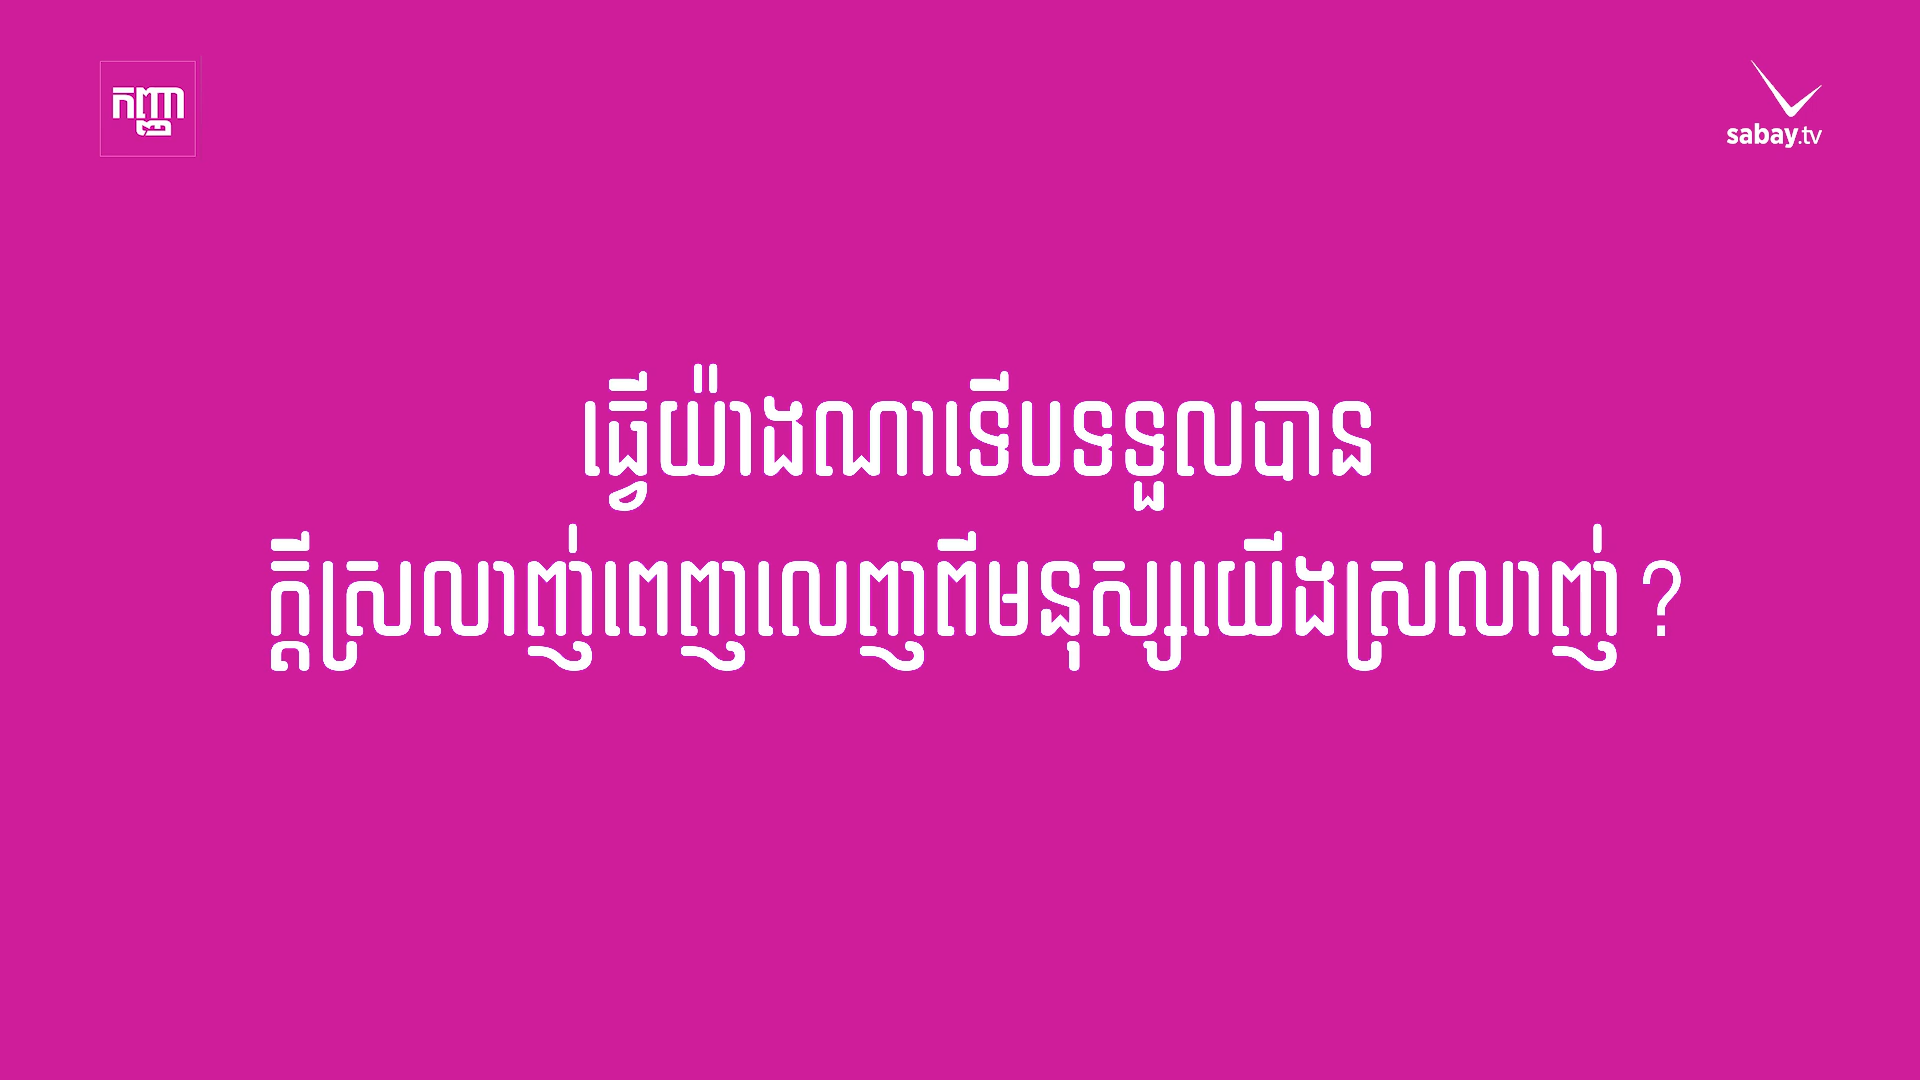 កញ្ញា
sabay.tv
ធ្វើយ៉ាងណាទើបទទួលបាន
ក្ដីស្រលាញ់ពេញលេញពីមនុស្សយើងស្រលាញ់ ?